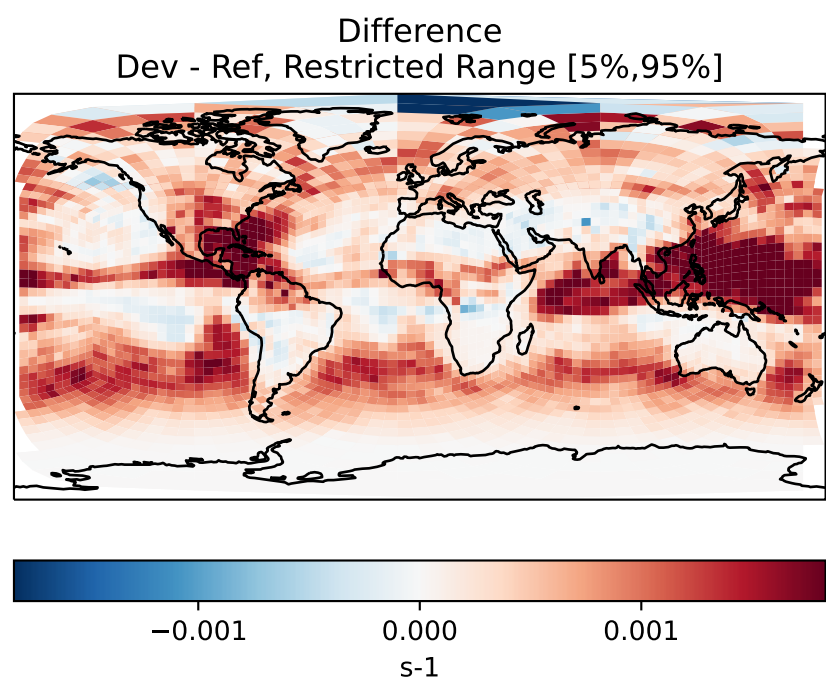 Difference
Dev - Ref, Restricted Range [5%,95%]
−0.001 0.000 0.001
s-1